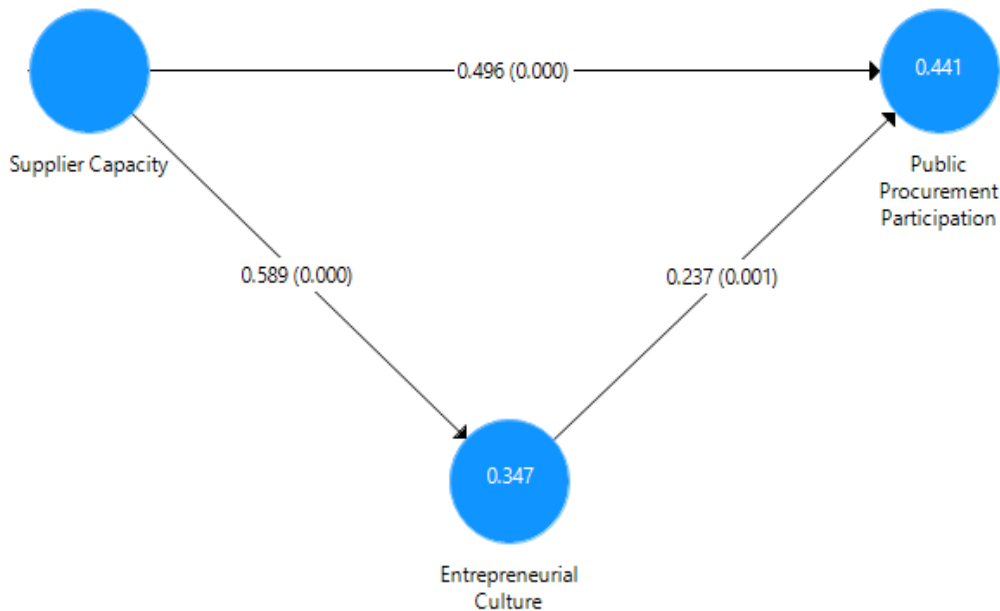 0.496 (0.000)
0.441
Supplier Capacity
Public
Procurement
Participation
0.589 (0.000)
0.237 (0.001)
0.347
Entrepreneurial
Culture